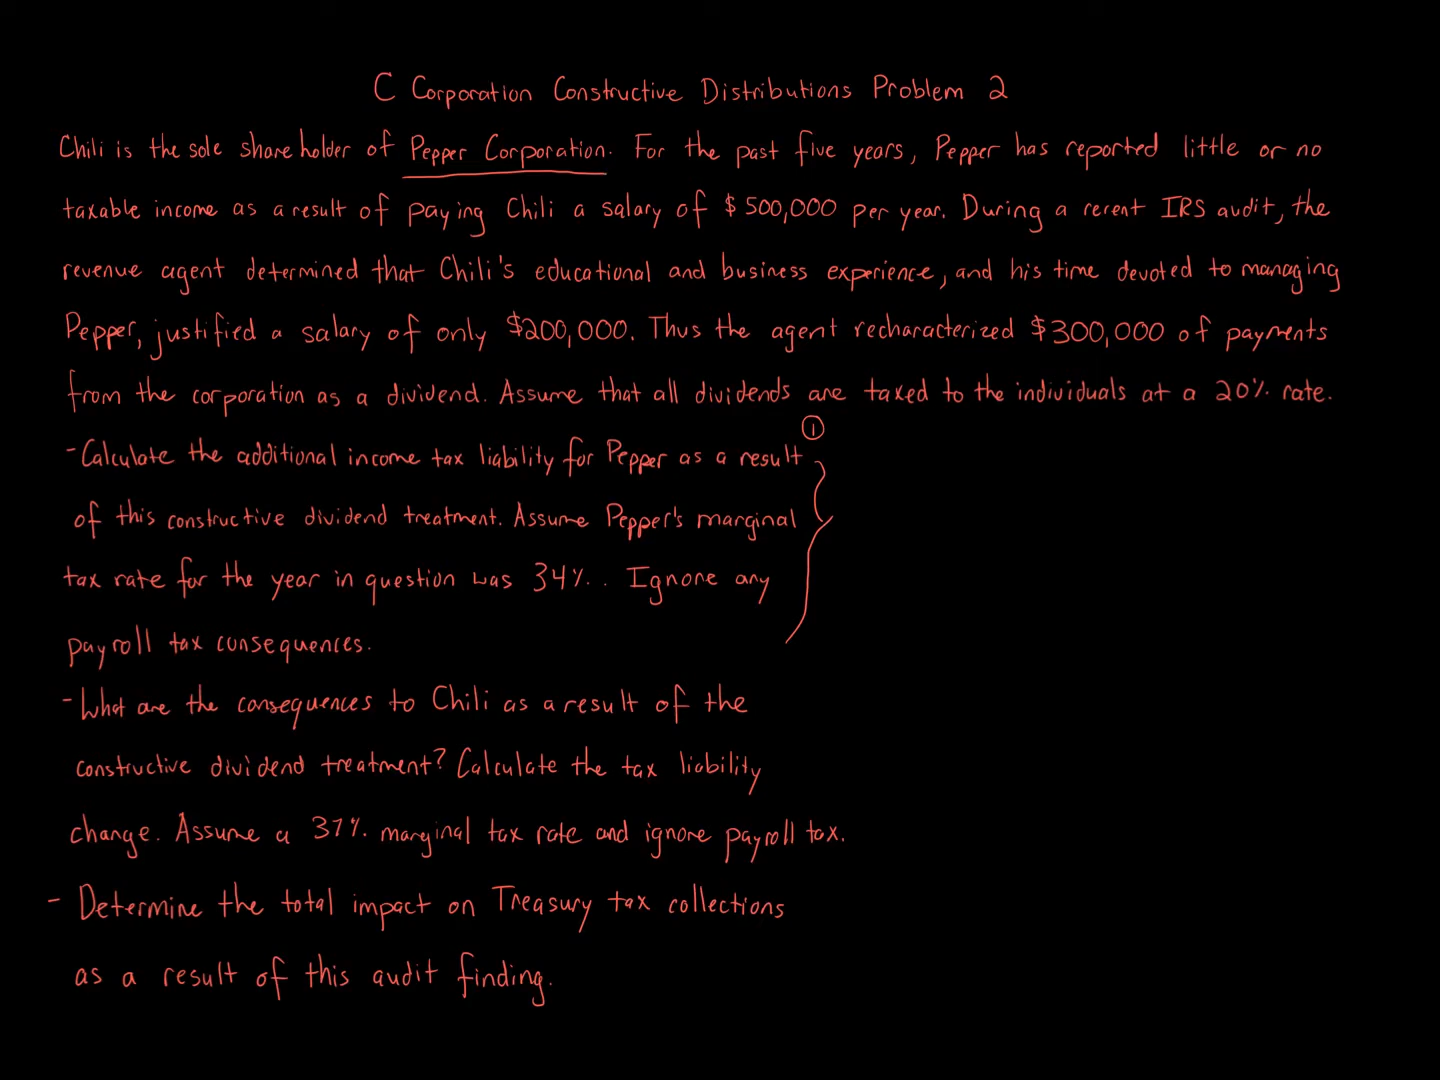 C Corporation Constructive Distributions Problem 2
Chili is the sole shareholder of Pepper Corporation. For the past five years, Pepper has reported little or no
taxable income as a result of paying Chili a salary of $500,000 per year. During a recent IRS audit, the
revenue agent determined that Chili's educational and business experience, and his time devoted to managing
Pepper, justified a salary of only $200,000. Thus the agent recharacterized $300,000 of payments
from the corporation as a dividend. Assume that all dividends are taxed to the individuals at a 20% rate.
①
- Calculate the additional income tax liability for Pepper as a result
of this constructive dividend treatment. Assume Pepper's marginal
tax rate for the year in question was 34%.. Ignore any
payroll tax consequences.
- What are the consequences to Chili as a result of the
constructive dividend treatment? Calculate the tax liability
change. Assume a 37% marginal tax rate and ignore payroll tax.
- Determine the total impact on Treasury tax collections
as a result of this audit finding.